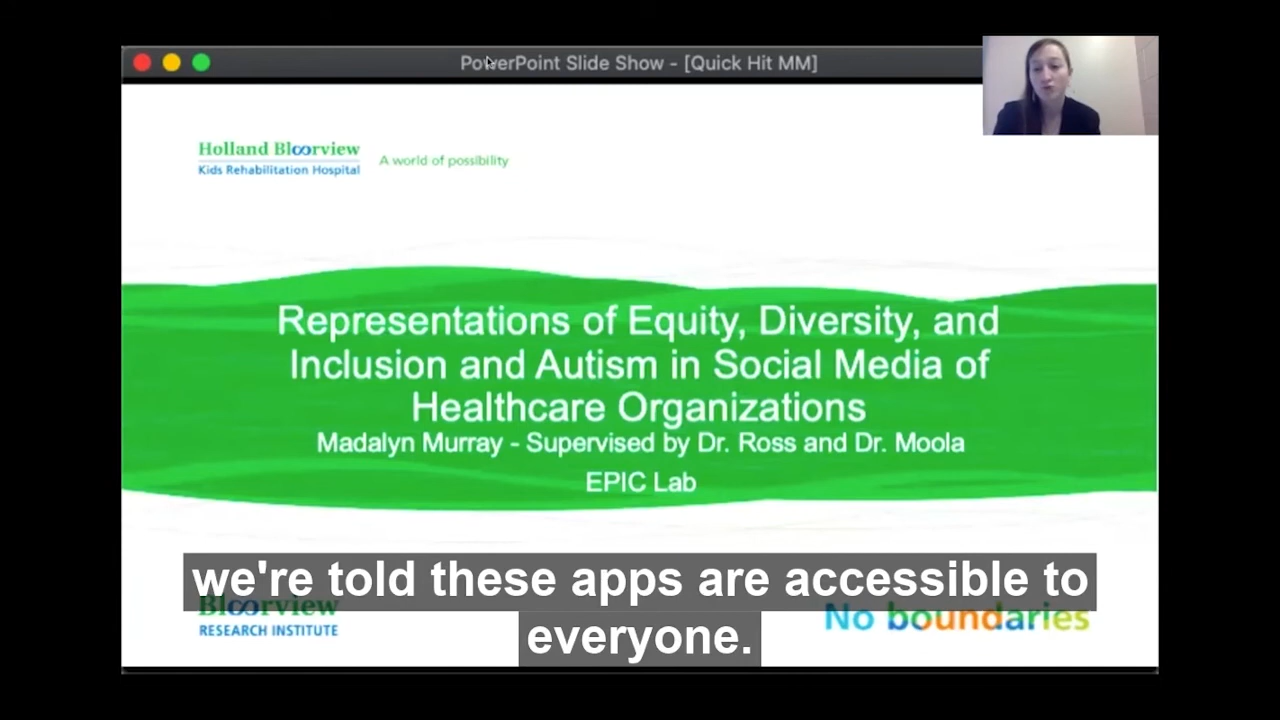 PowerPoint Slide Show - [Quick Hit MM]
Holland Bloorview
Kids Rehabilitation Hospital
A world of possibility
Representations of Equity, Diversity, and
Inclusion and Autism in Social Media of
Healthcare Organizations
Madalyn Murray - Supervised by Dr. Ross and Dr. Moola
EPIC Lab
we're told these apps are accessible to
everyone.
Bloorview
RESEARCH INSTITUTE
No boundaries